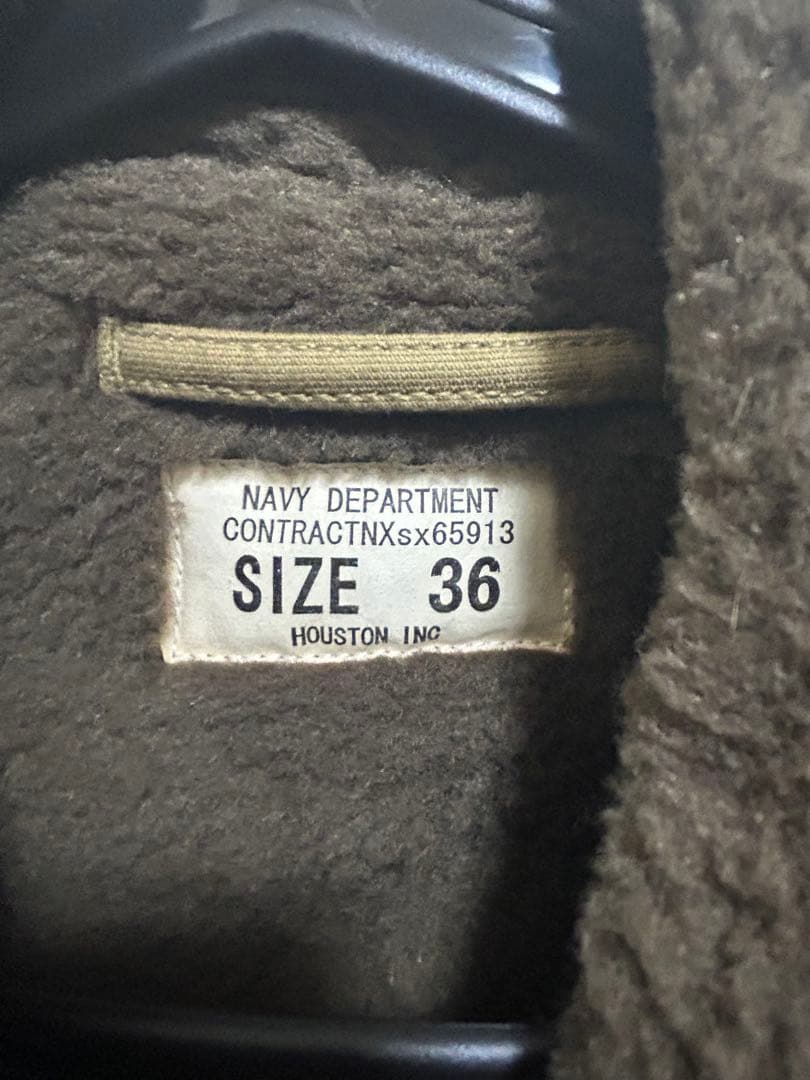 NAVY DEPARTMENT
CONTRACTNXsx65913
SIZE 36
HOUSTON INC